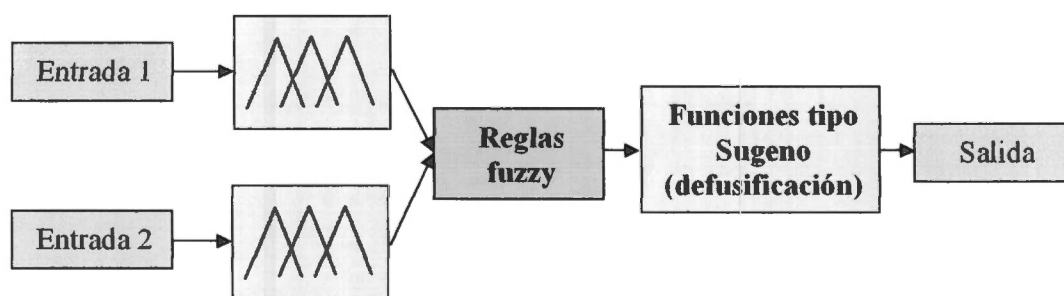 Entrada 1
Entrada 2
Reglas
fuzzy
Funciones tipo
Sugeno
(defusificación)
Salida